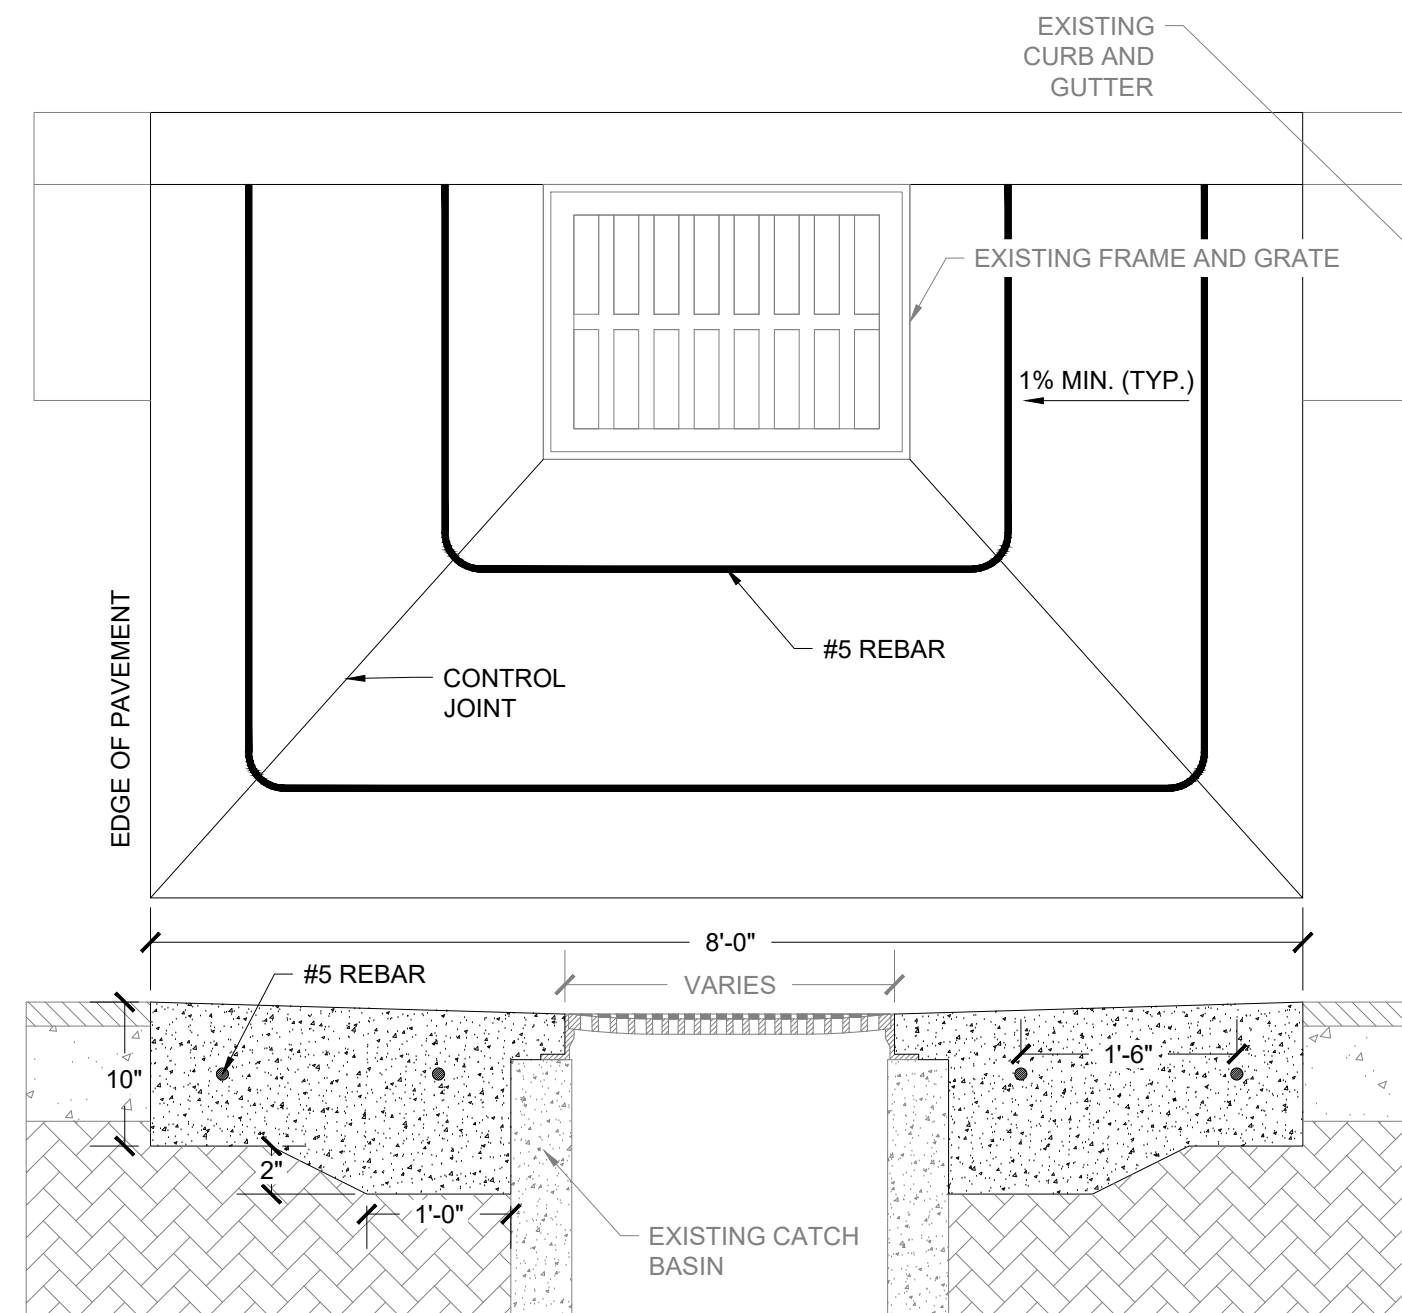 EXISTING
CURB AND
GUTTER
EXISTING FRAME AND GRATE
1% MIN. (TYP.)
#5 REBAR
CONTROL
JOINT
EDGE OF PAVEMENT
8'-0"
#5 REBAR
VARIES
1'-6"
10"
2"
1'-0"
EXISTING CATCH
BASIN